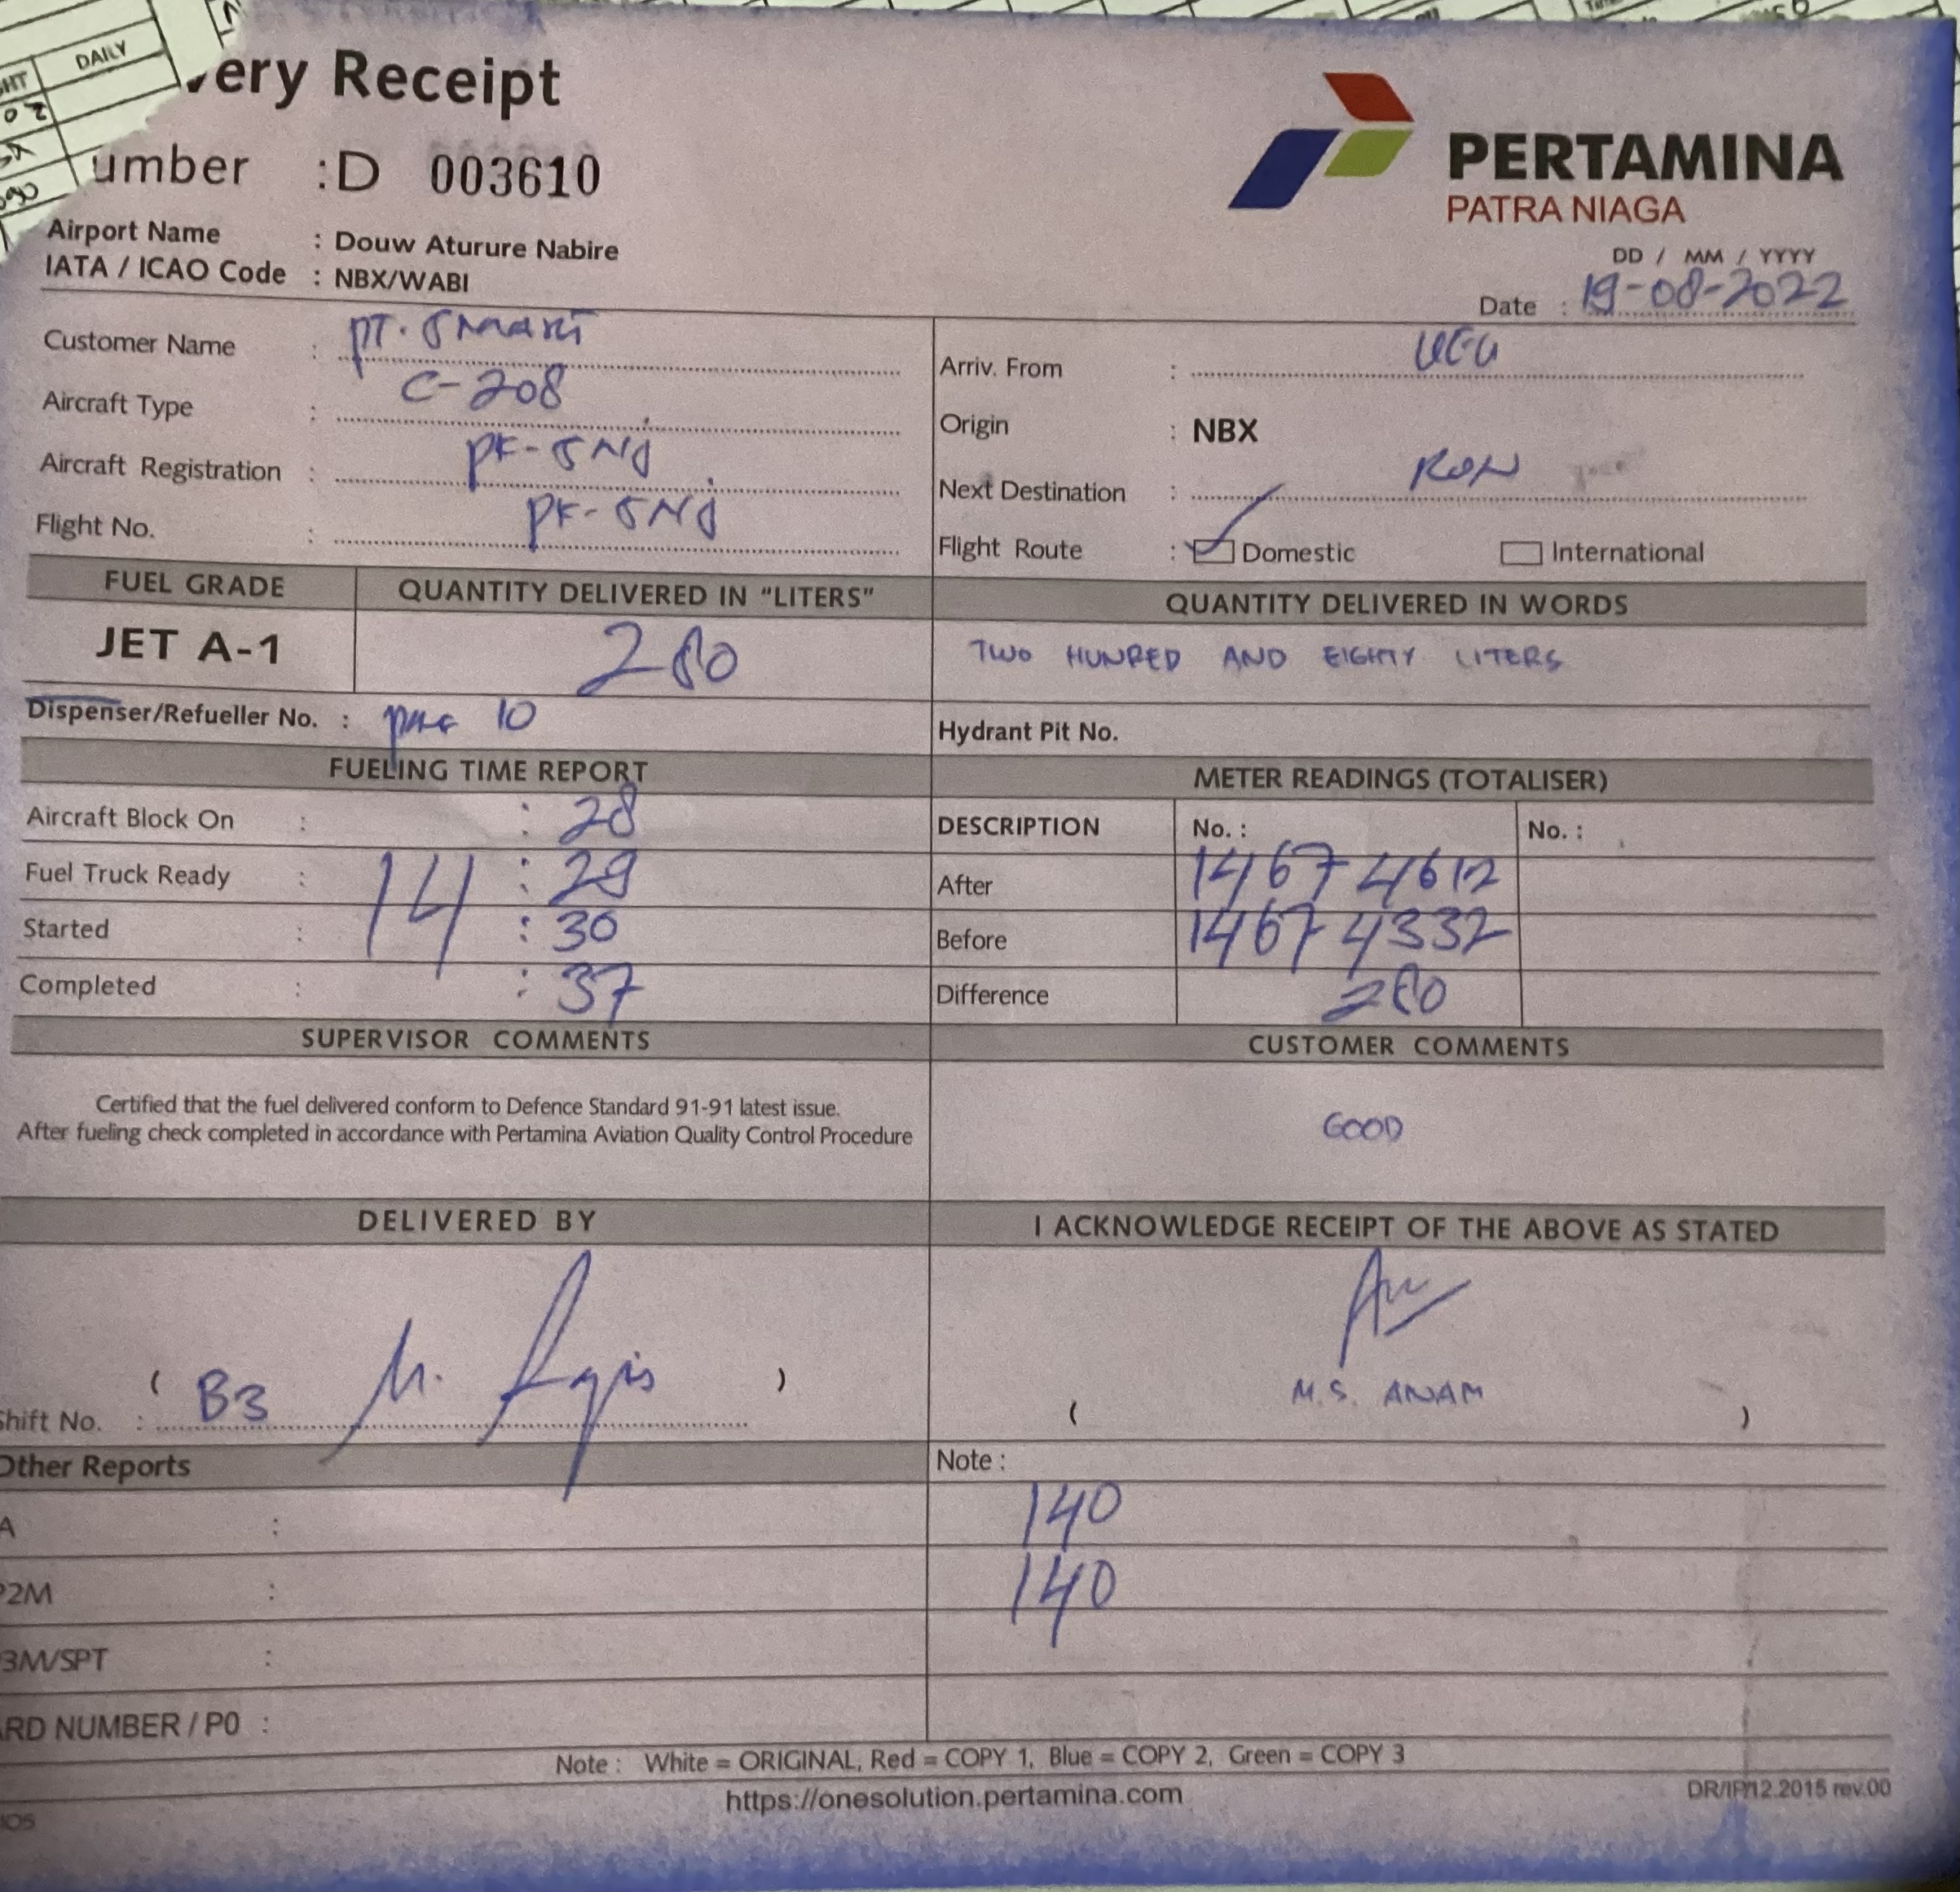 DAILY
very Receipt
umber : D 003610
PERTAMINA
PATRA NIAGA
Airport Name : Douw Aturure Nabire
IATA / ICAO Code : NBX/WABI
DD / MM / YYYY
Date : 19-08-2022
Customer Name : PT. SMART
Aircraft Type : C-208
Aircraft Registration : PK-SNJ
Flight No. : PK-SNJ
Arriv. From :
Origin : NBX
Next Destination : RON
Flight Route : Domestic International
FUEL GRADE QUANTITY DELIVERED IN "LITERS" QUANTITY DELIVERED IN WORDS
JET A-1 280 TWO HUNRED AND EIGHTY LITERS
Dispenser/Refueller No. : 10 Hydrant Pit No.
FUELING TIME REPORT METER READINGS (TOTALISER)
Aircraft Block On : : 28 DESCRIPTION No. : No. :
Fuel Truck Ready : 14 : 29 After 1467 4612
Started : : 30 Before 1467 4332
Completed : : 37 Difference 280
SUPERVISOR COMMENTS CUSTOMER COMMENTS
Certified that the fuel delivered conform to Defence Standard 91-91 latest issue.
After fueling check completed in accordance with Pertamina Aviation Quality Control Procedure
GOOD
DELIVERED BY I ACKNOWLEDGE RECEIPT OF THE ABOVE AS STATED
( )
Shift No. : B3
M.S. ANAM
( )
Other Reports Note :
A : 140
P2M : 140
3M/SPT :
ARD NUMBER / P0 :
Note : White = ORIGINAL, Red = COPY 1, Blue = COPY 2, Green = COPY 3
https://onesolution.pertamina.com
DR/IP/12.2015 rev.00